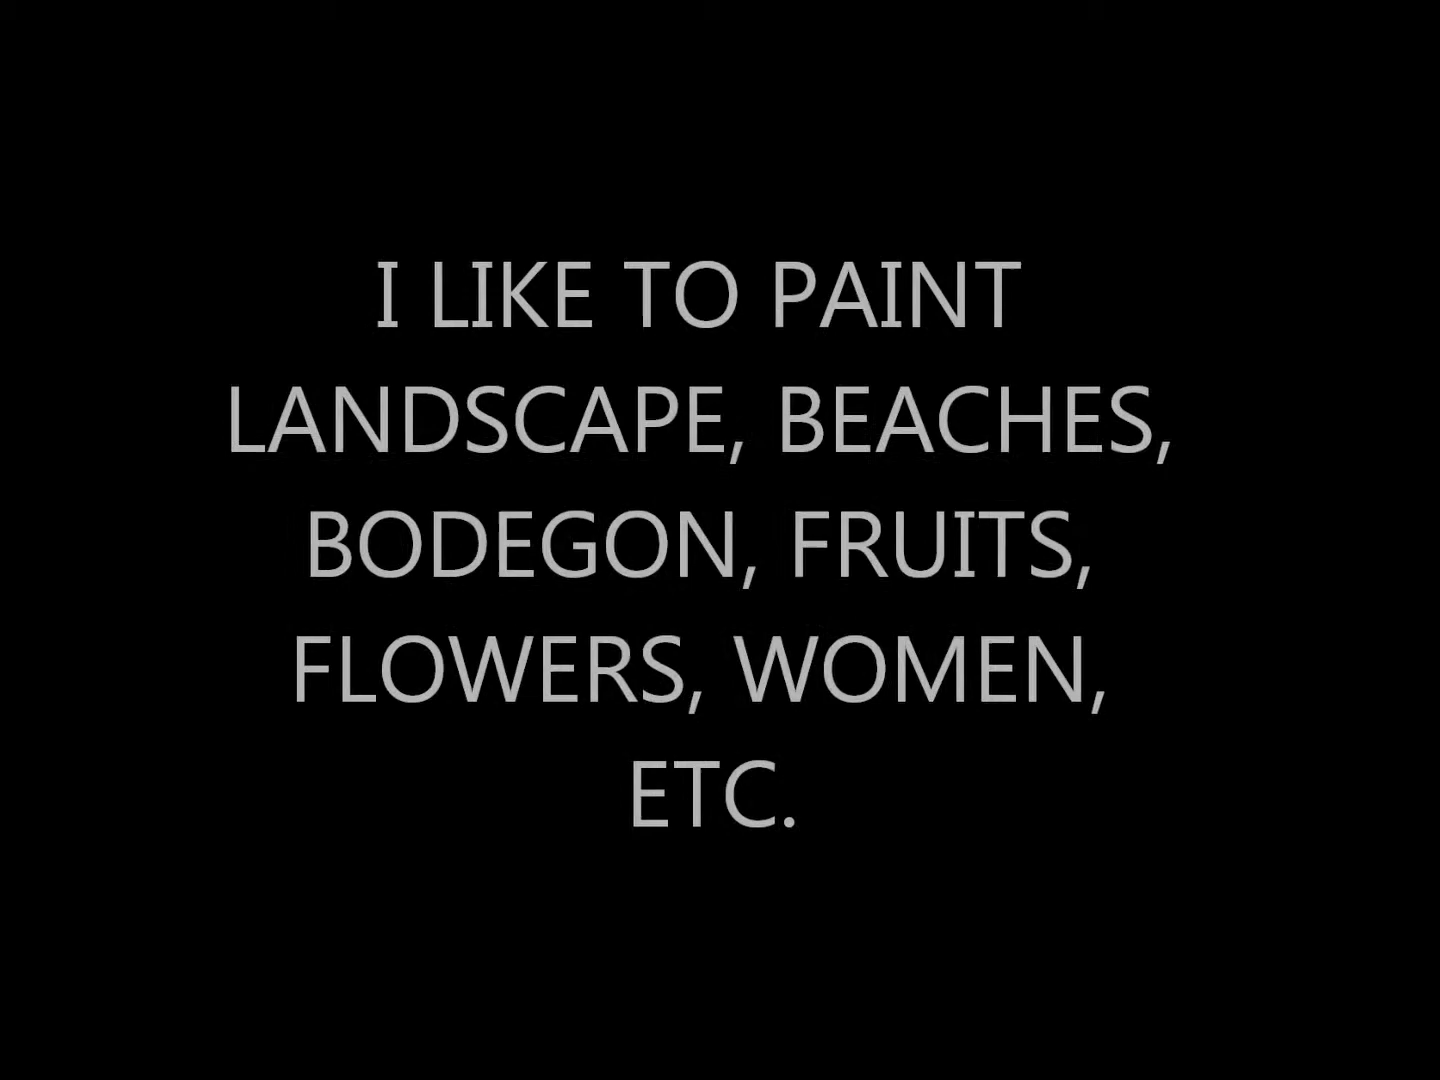 I LIKE TO PAINT
LANDSCAPE, BEACHES,
BODEGON, FRUITS,
FLOWERS, WOMEN,
ETC.